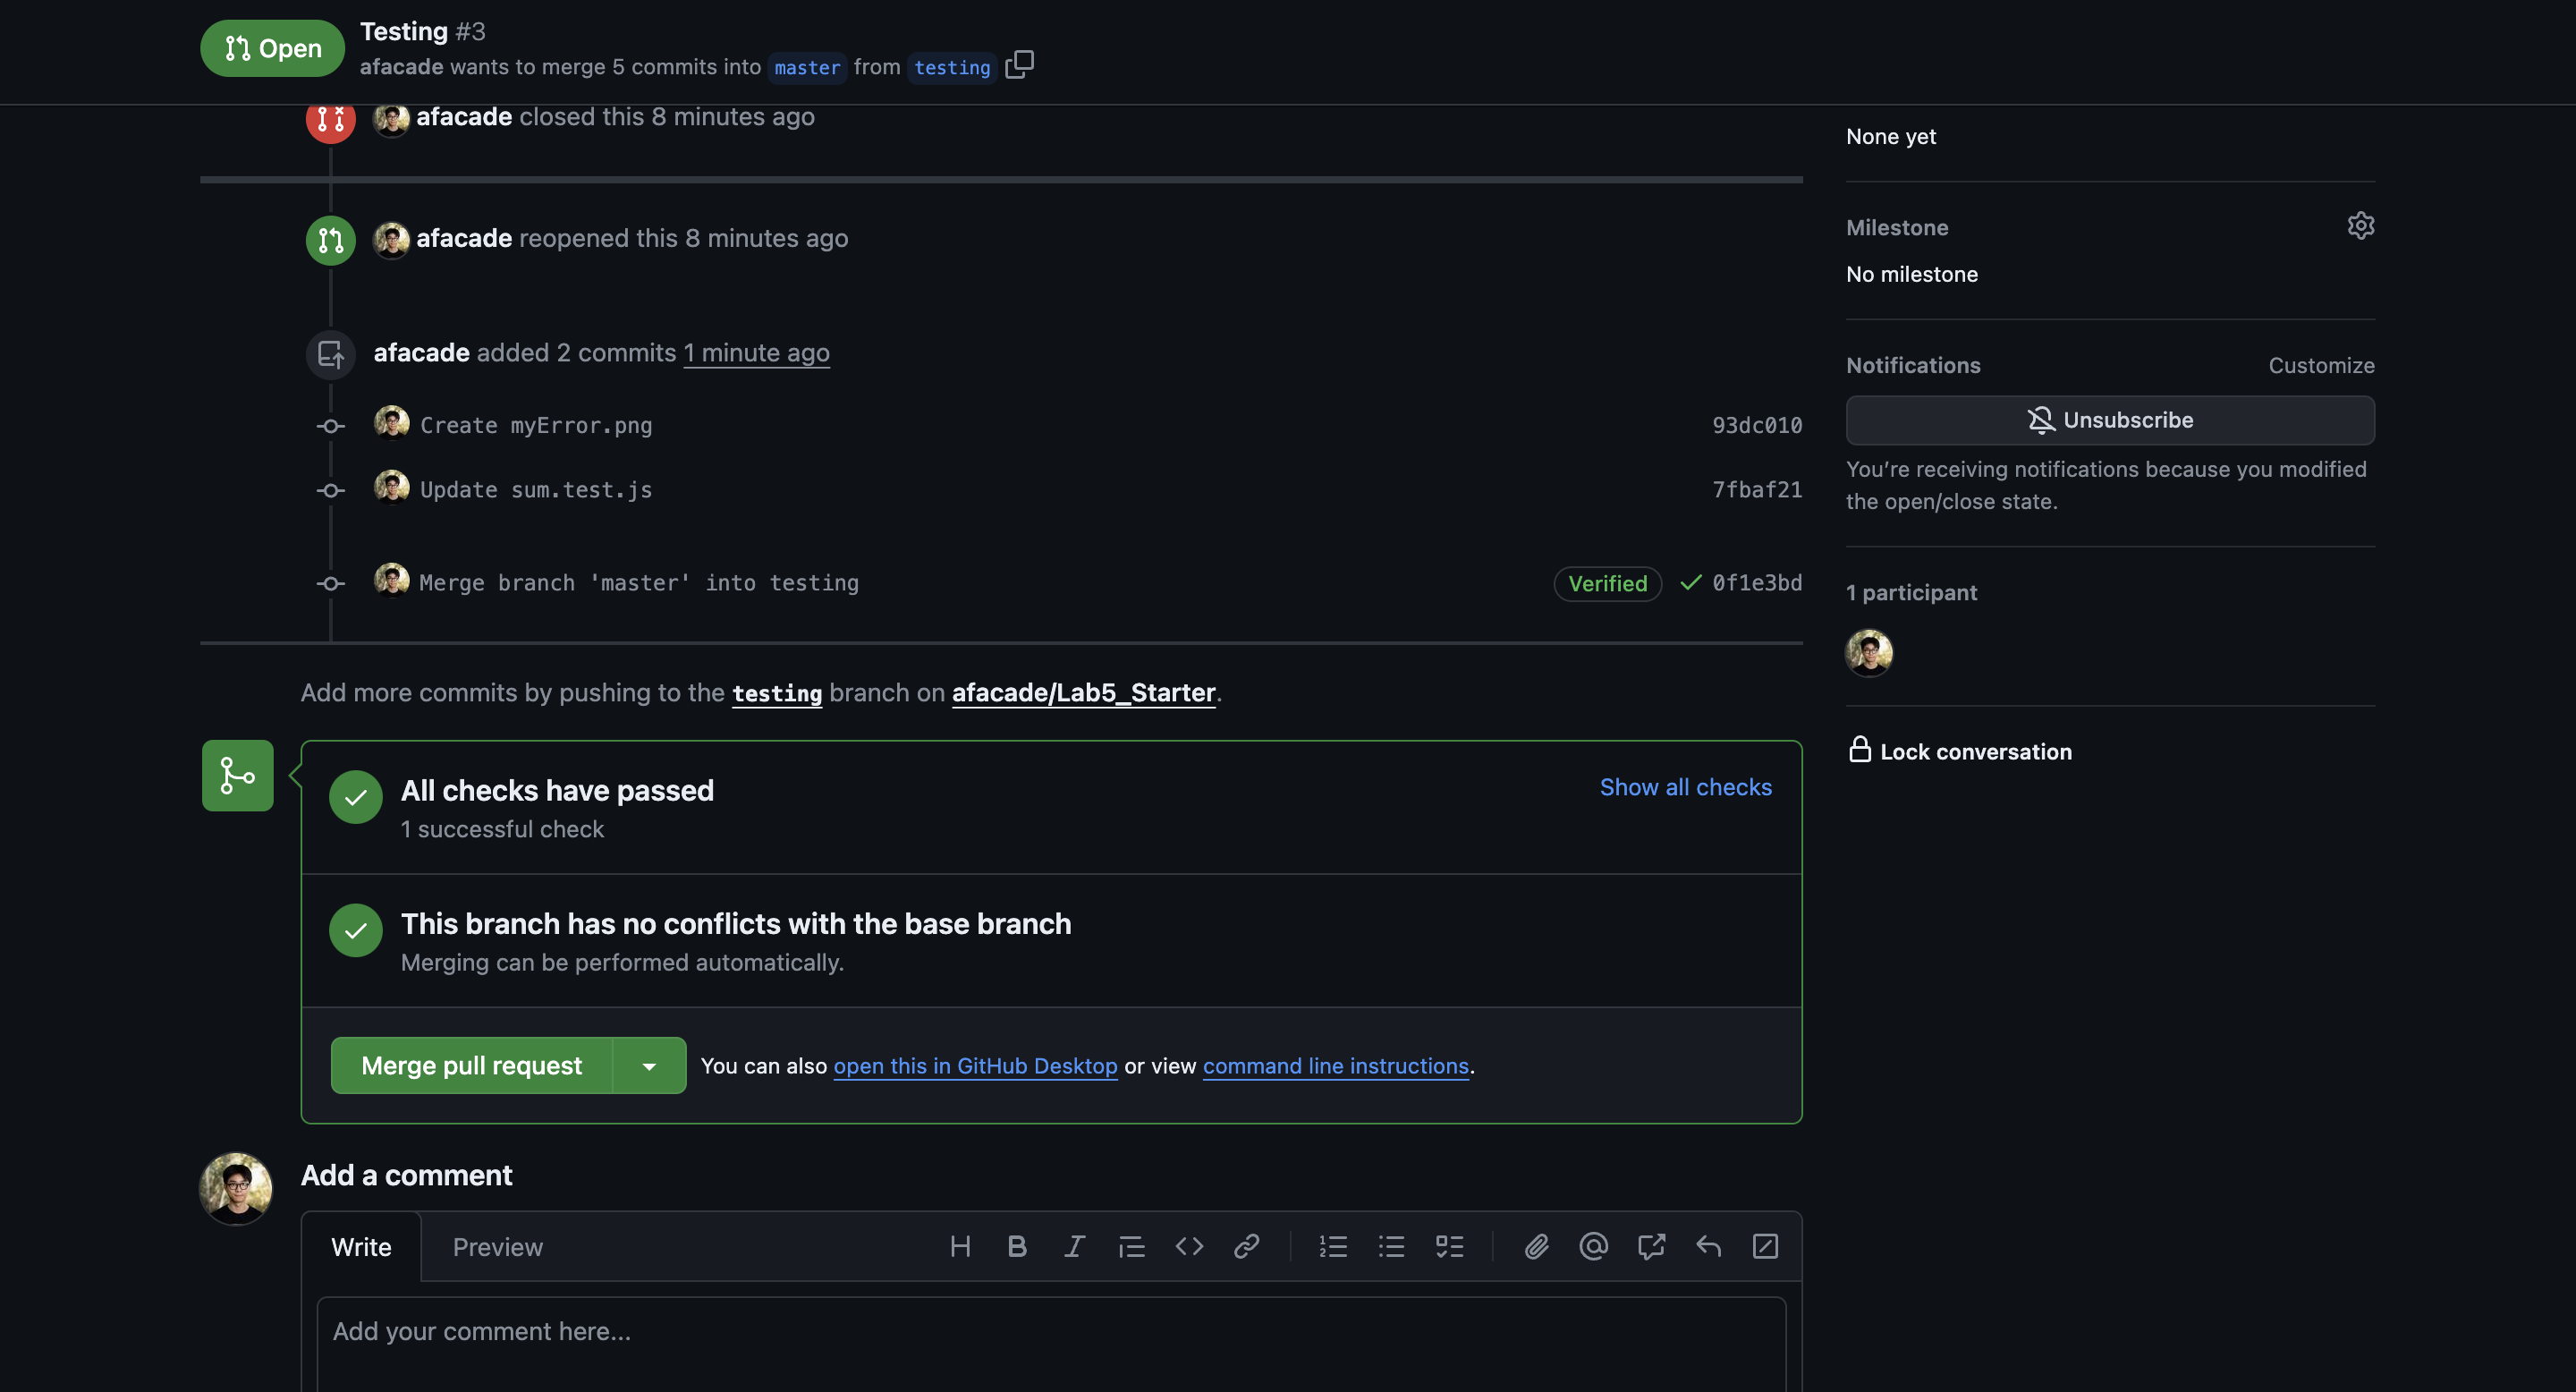 Open
Testing #3
afacade wants to merge 5 commits into master from testing
afacade closed this 8 minutes ago
afacade reopened this 8 minutes ago
afacade added 2 commits 1 minute ago
Create myError.png 93dc010
Update sum.test.js 7fbaf21
Merge branch 'master' into testing Verified 0f1e3bd
Add more commits by pushing to the testing branch on afacade/Lab5_Starter.
All checks have passed
Show all checks
1 successful check
This branch has no conflicts with the base branch
Merging can be performed automatically.
Merge pull request
You can also open this in GitHub Desktop or view command line instructions.
Add a comment
Write Preview
Add your comment here...
None yet
Milestone
No milestone
Notifications Customize
Unsubscribe
You’re receiving notifications because you modified
the open/close state.
1 participant
Lock conversation